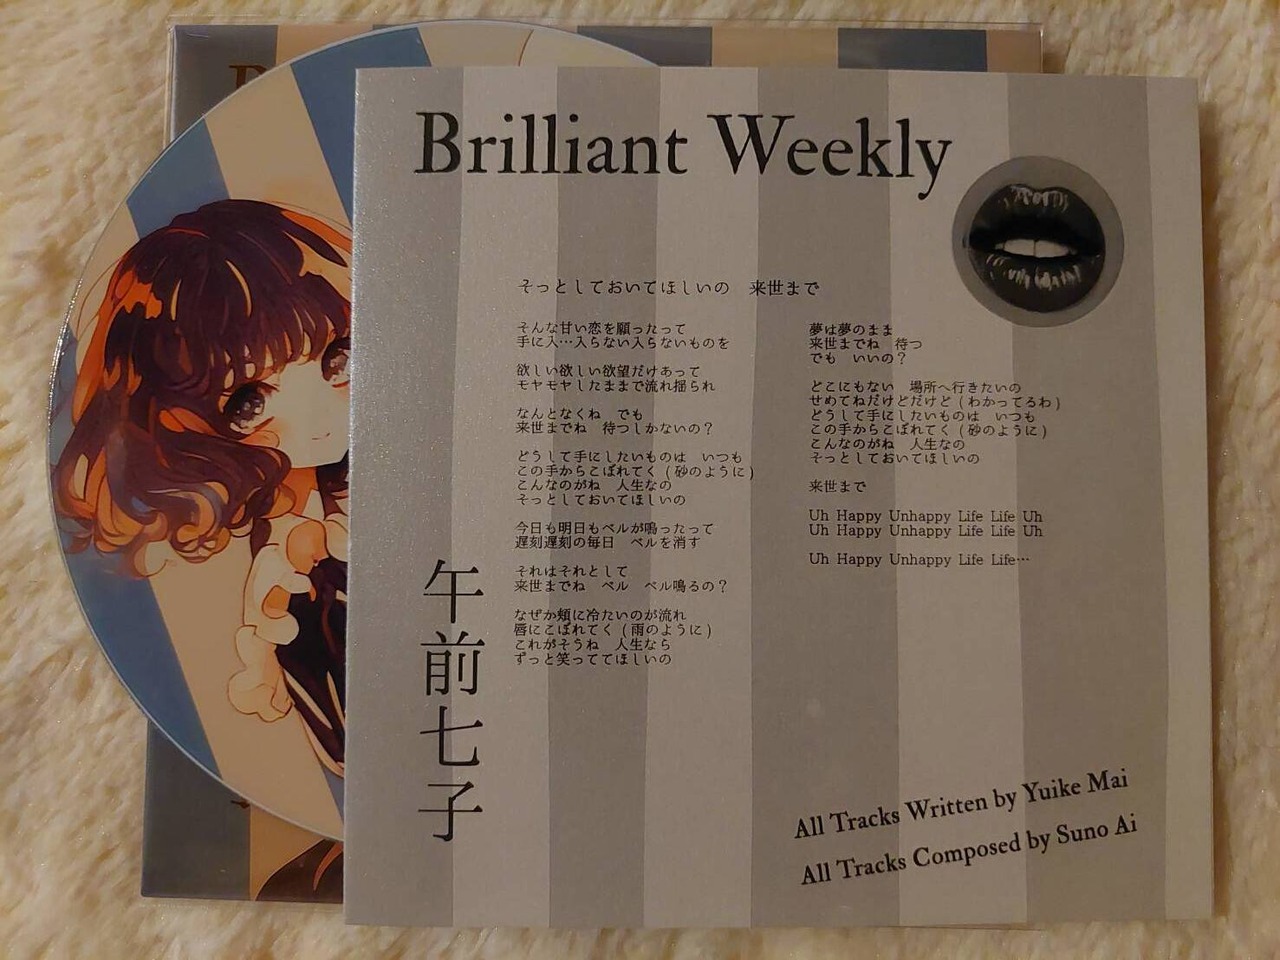 Brilliant Weekly
そっとしておいてほしいの　来世まで
そんな甘い恋を願ったって
手に入…入らない入らないものを
欲しい欲しい欲望だけあって
モヤモヤしたままで流れ揺られ
なんとなくね　でも
来世までね　待つしかないの？
どうして手にしたいものは　いつも
この手からこぼれてく (砂のように)
こんなのがね　人生なの
そっとしておいてほしいの
今日も明日もベルが鳴ったって
遅刻遅刻の毎日　ベルを消す
それはそれとして
来世までね　ベル　ベル鳴るの？
なぜか頬に冷たいのが流れ
唇にこぼれてく (雨のように)
これがそうね　人生なら
ずっと笑っててほしいの
夢は夢のまま
来世までね　待つ
でも　いいの？
どこにもない　場所へ行きたいの
せめてねだけどだけど (わかってるわ)
どうして手にしたいものは　いつも
この手からこぼれてく (砂のように)
こんなのがね　人生なの
そっとしておいてほしいの
来世まで
Uh Happy Unhappy Life Life Uh
Uh Happy Unhappy Life Life Uh
Uh Happy Unhappy Life Life…
午前七子
All Tracks Written by Yuike Mai
All Tracks Composed by Suno Ai